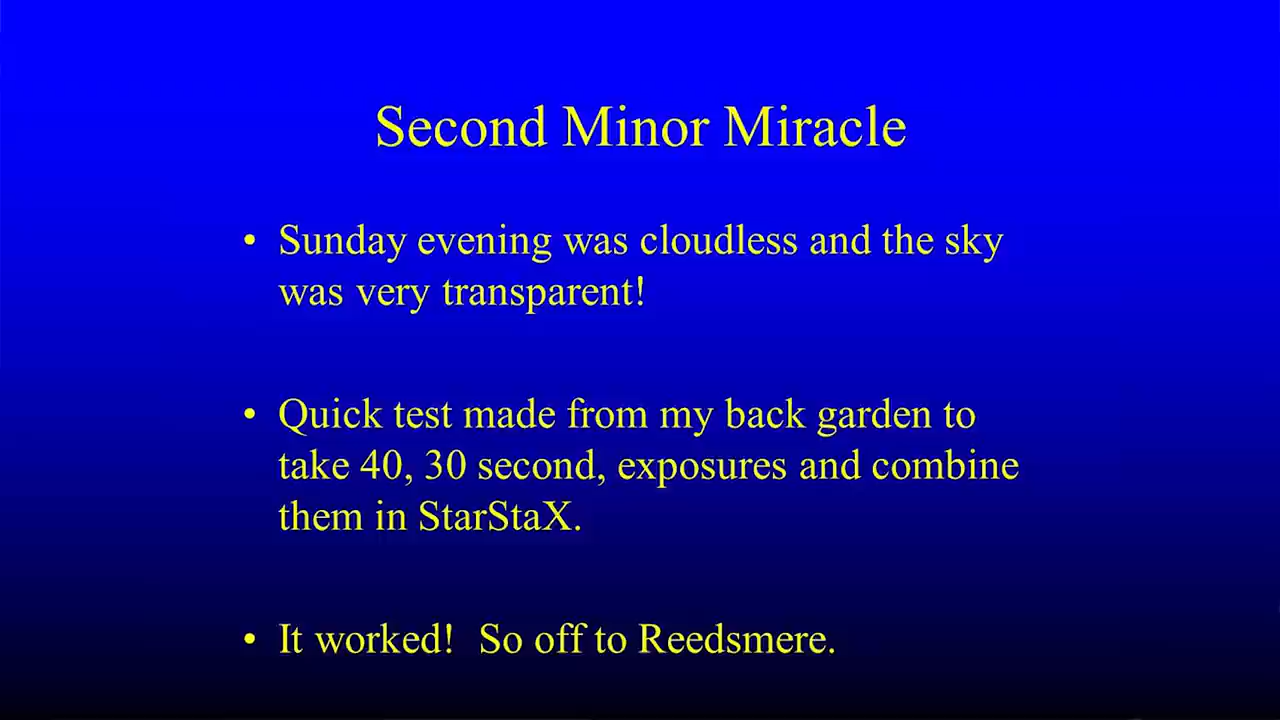 Second Minor Miracle
• Sunday evening was cloudless and the sky
was very transparent!
• Quick test made from my back garden to
take 40, 30 second, exposures and combine
them in StarStaX.
• It worked!  So off to Reedsmere.